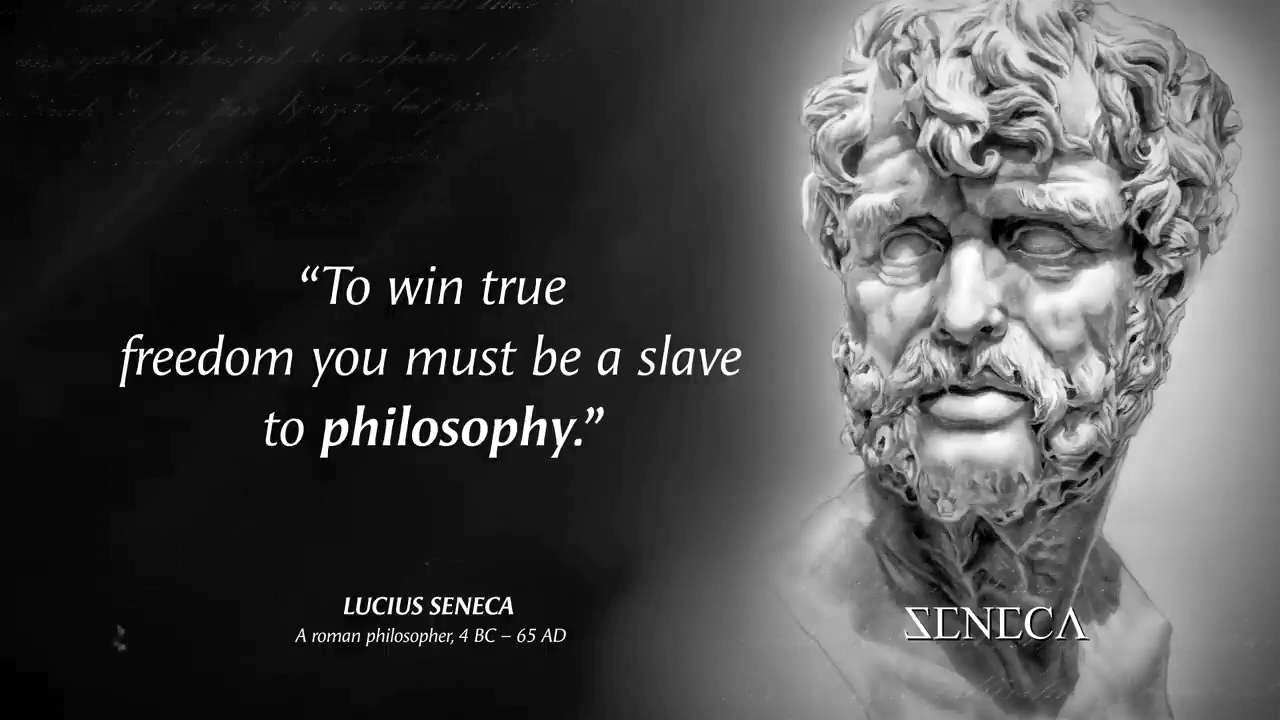 “To win true
freedom you must be a slave
to philosophy.”
LUCIUS SENECA
A roman philosopher, 4 BC – 65 AD
SENECA